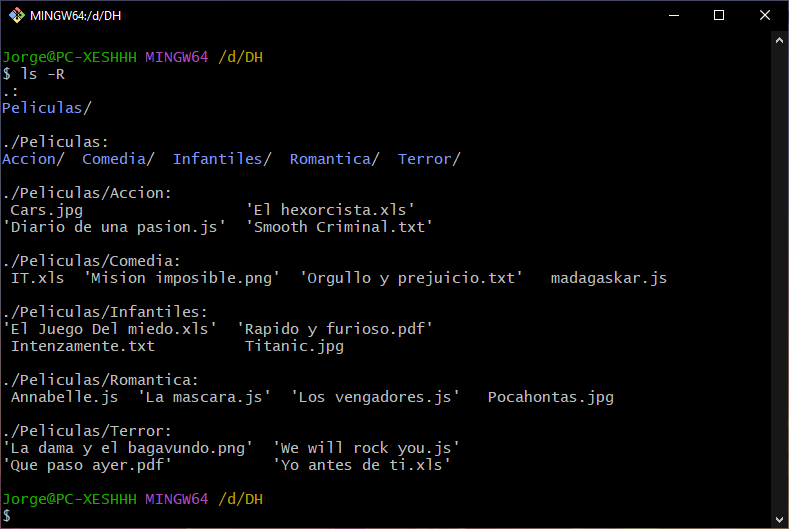 MINGW64:/d/DH
Jorge@PC-XESHHH MINGW64 /d/DH
$ ls -R
.:
Peliculas/
./Peliculas:
Accion/  Comedia/  Infantiles/  Romantica/  Terror/
./Peliculas/Accion:
 Cars.jpg                  'El hexorcista.xls'
'Diario de una pasion.js'  'Smooth Criminal.txt'
./Peliculas/Comedia:
 IT.xls  'Mision imposible.png'  'Orgullo y prejuicio.txt'   madagaskar.js
./Peliculas/Infantiles:
'El Juego Del miedo.xls'  'Rapido y furioso.pdf'
 Intenzamente.txt          Titanic.jpg
./Peliculas/Romantica:
 Annabelle.js  'La mascara.js'  'Los vengadores.js'   Pocahontas.jpg
./Peliculas/Terror:
'La dama y el bagavundo.png'  'We will rock you.js'
'Que paso ayer.pdf'           'Yo antes de ti.xls'
Jorge@PC-XESHHH MINGW64 /d/DH
$